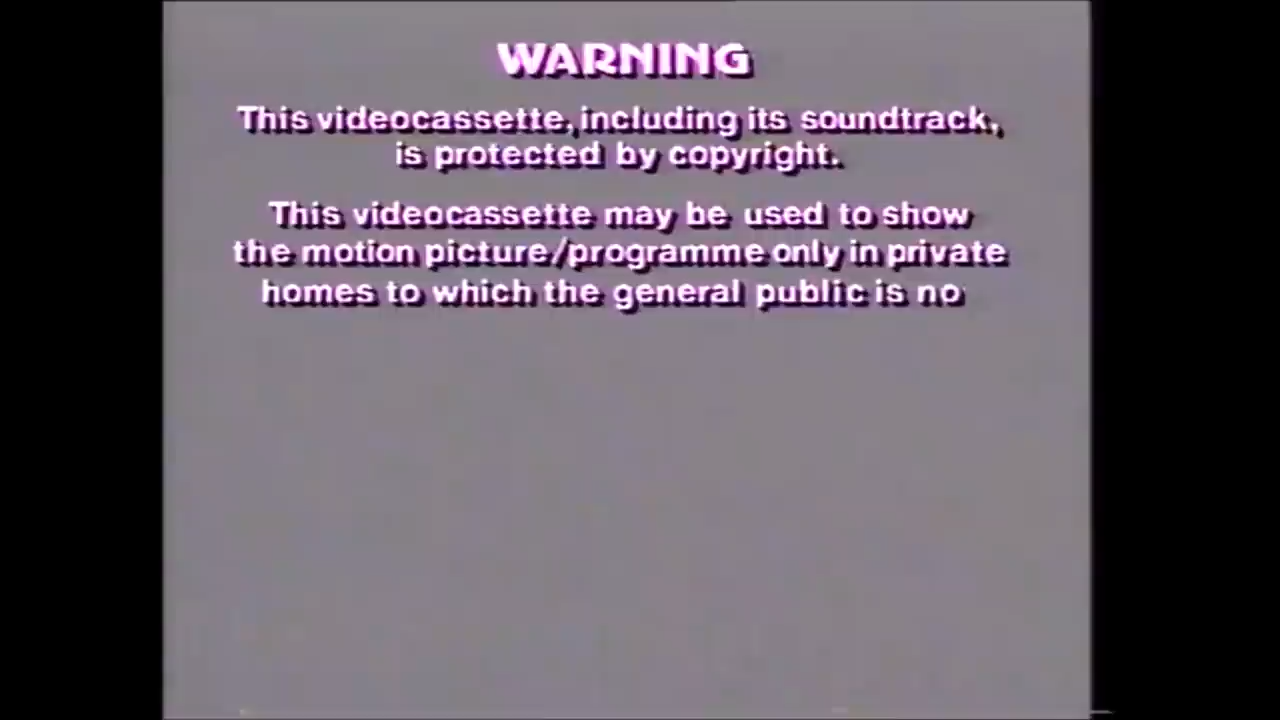 WARNING
This videocassette, including its soundtrack,
is protected by copyright.
This videocassette may be used to show
the motion picture/programme only in private
homes to which the general public is no